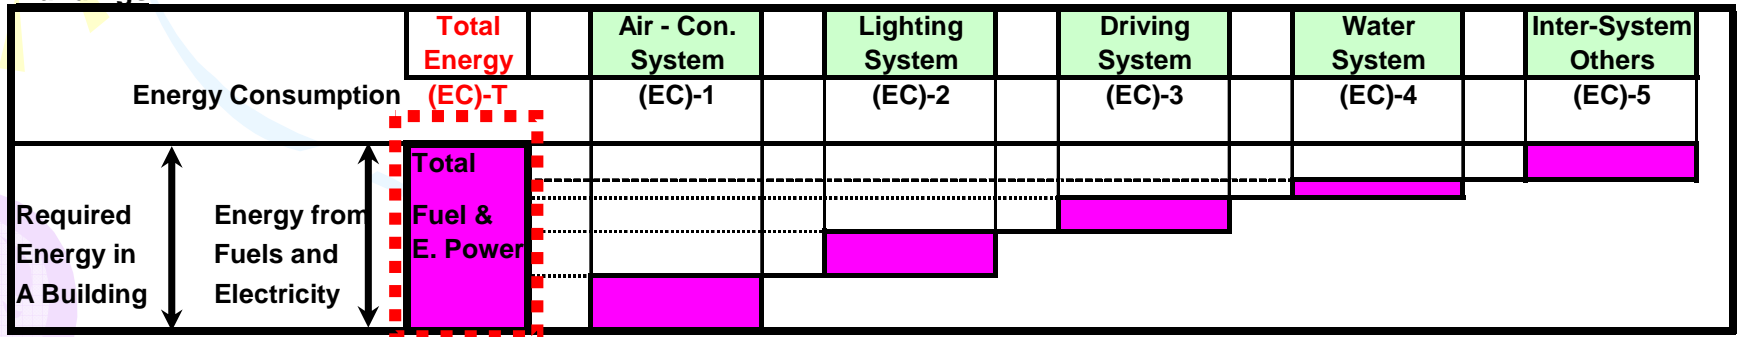 Total Air - Con. Lighting Driving Water Inter-System
Energy System System System System Others
Energy Consumption (EC)-T (EC)-1 (EC)-2 (EC)-3 (EC)-4 (EC)-5
Total
Required Energy from Fuel &
Energy in Fuels and E. Power
A Building Electricity